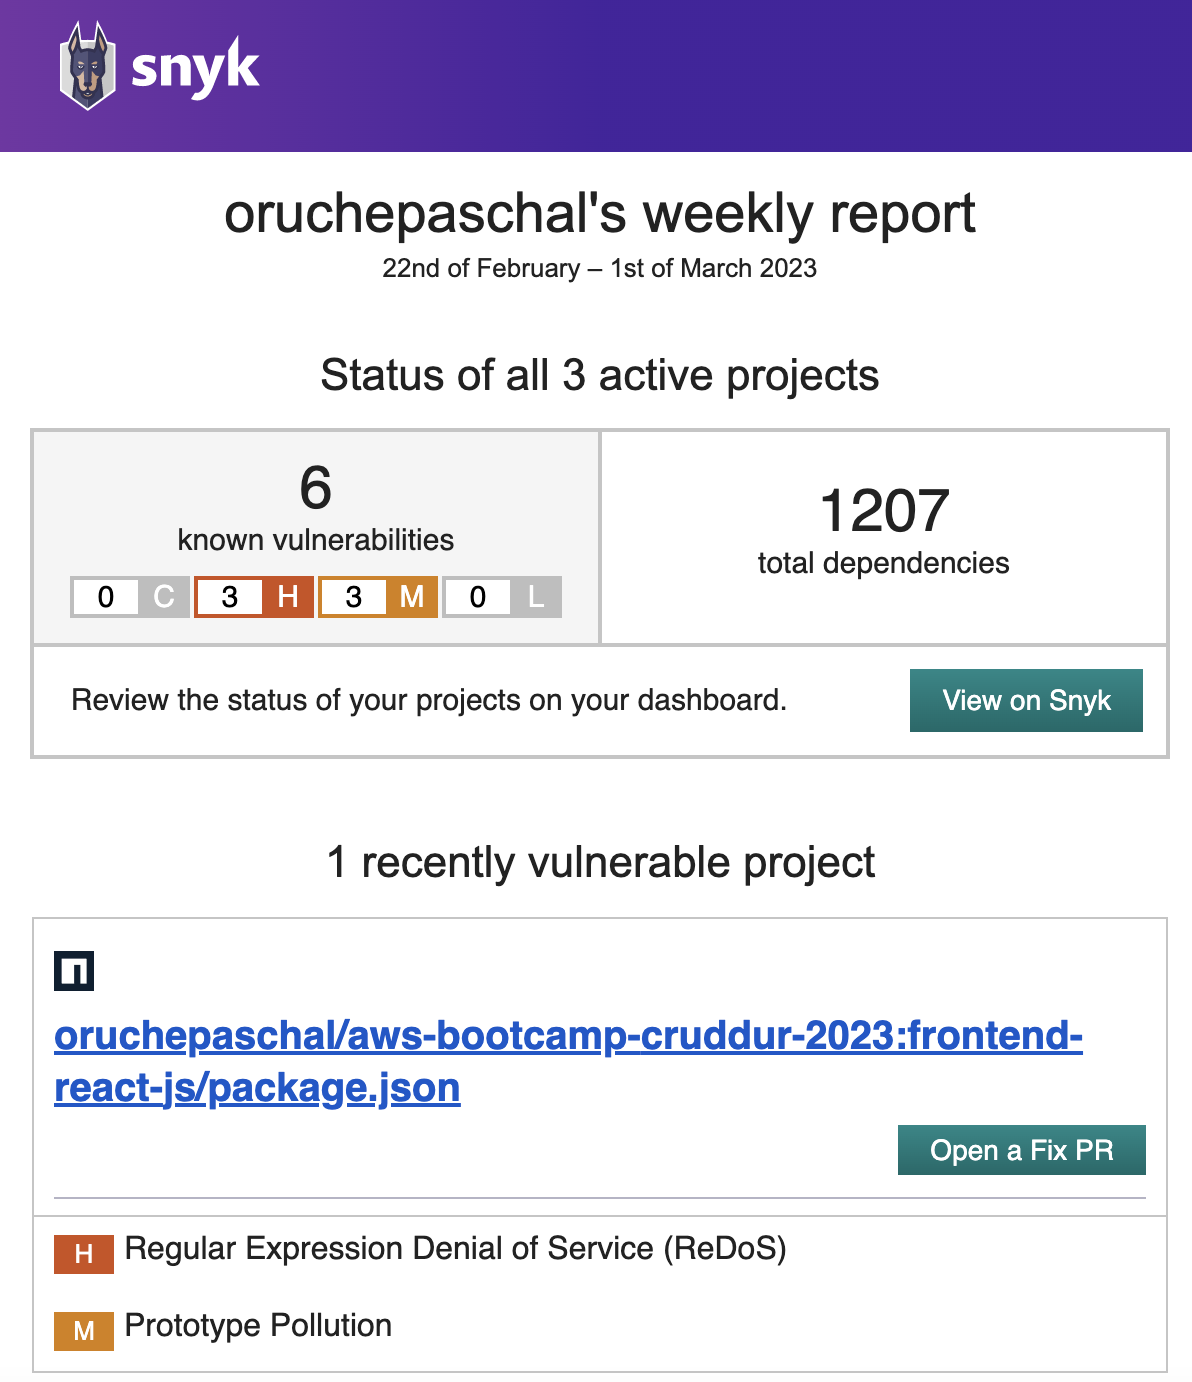 snyk
oruchepaschal's weekly report
22nd of February – 1st of March 2023
Status of all 3 active projects
6
known vulnerabilities
0 C 3 H 3 M 0 L
1207
total dependencies
Review the status of your projects on your dashboard.
View on Snyk
1 recently vulnerable project
oruchepaschal/aws-bootcamp-cruddur-2023:frontend-
react-js/package.json
Open a Fix PR
H Regular Expression Denial of Service (ReDoS)
M Prototype Pollution